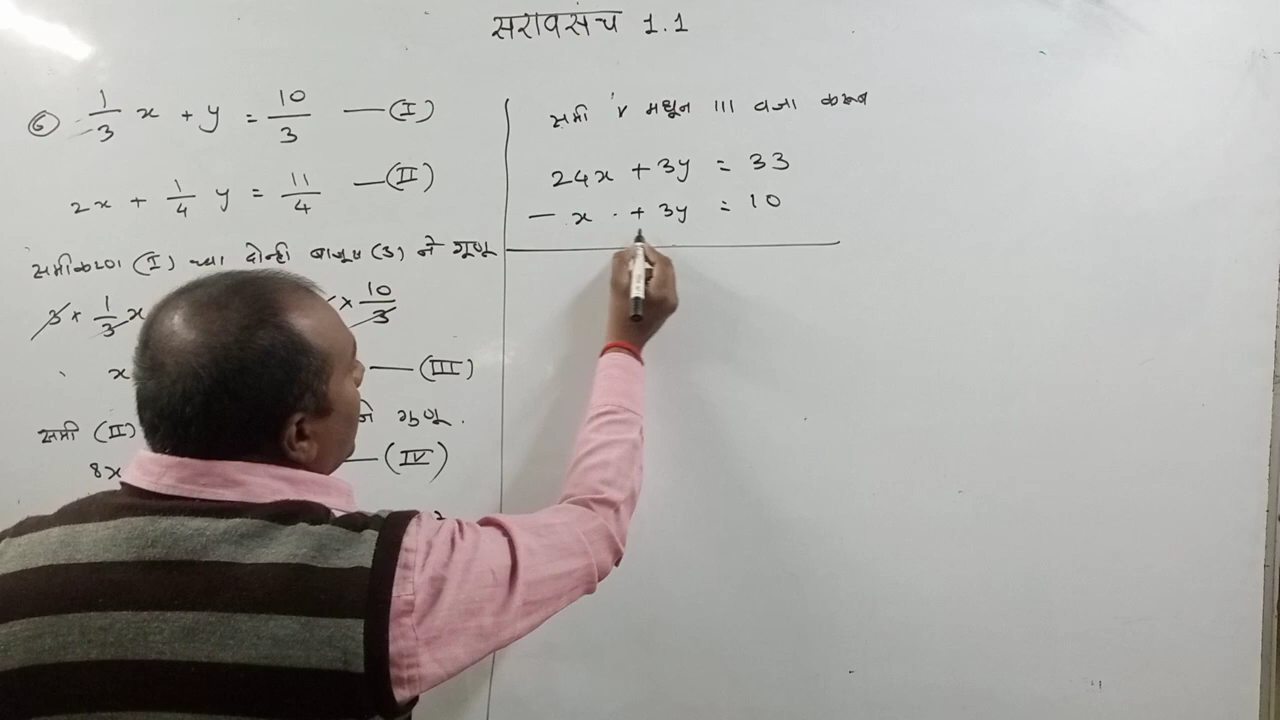 सरावसंच 1.1
6 1/3 x + y = 10/3 — (I)
2x + 1/4 y = 11/4 — (II)
समीकरण (I) च्या दोन्ही बाजूस (3) ने गुणू
3 × 1/3 x × 10/3
x — (III)
समी (II) ने गुणू.
8x — (IV)
समी V मधून III वजा करून
24x + 3y = 33
— x + 3y = 10